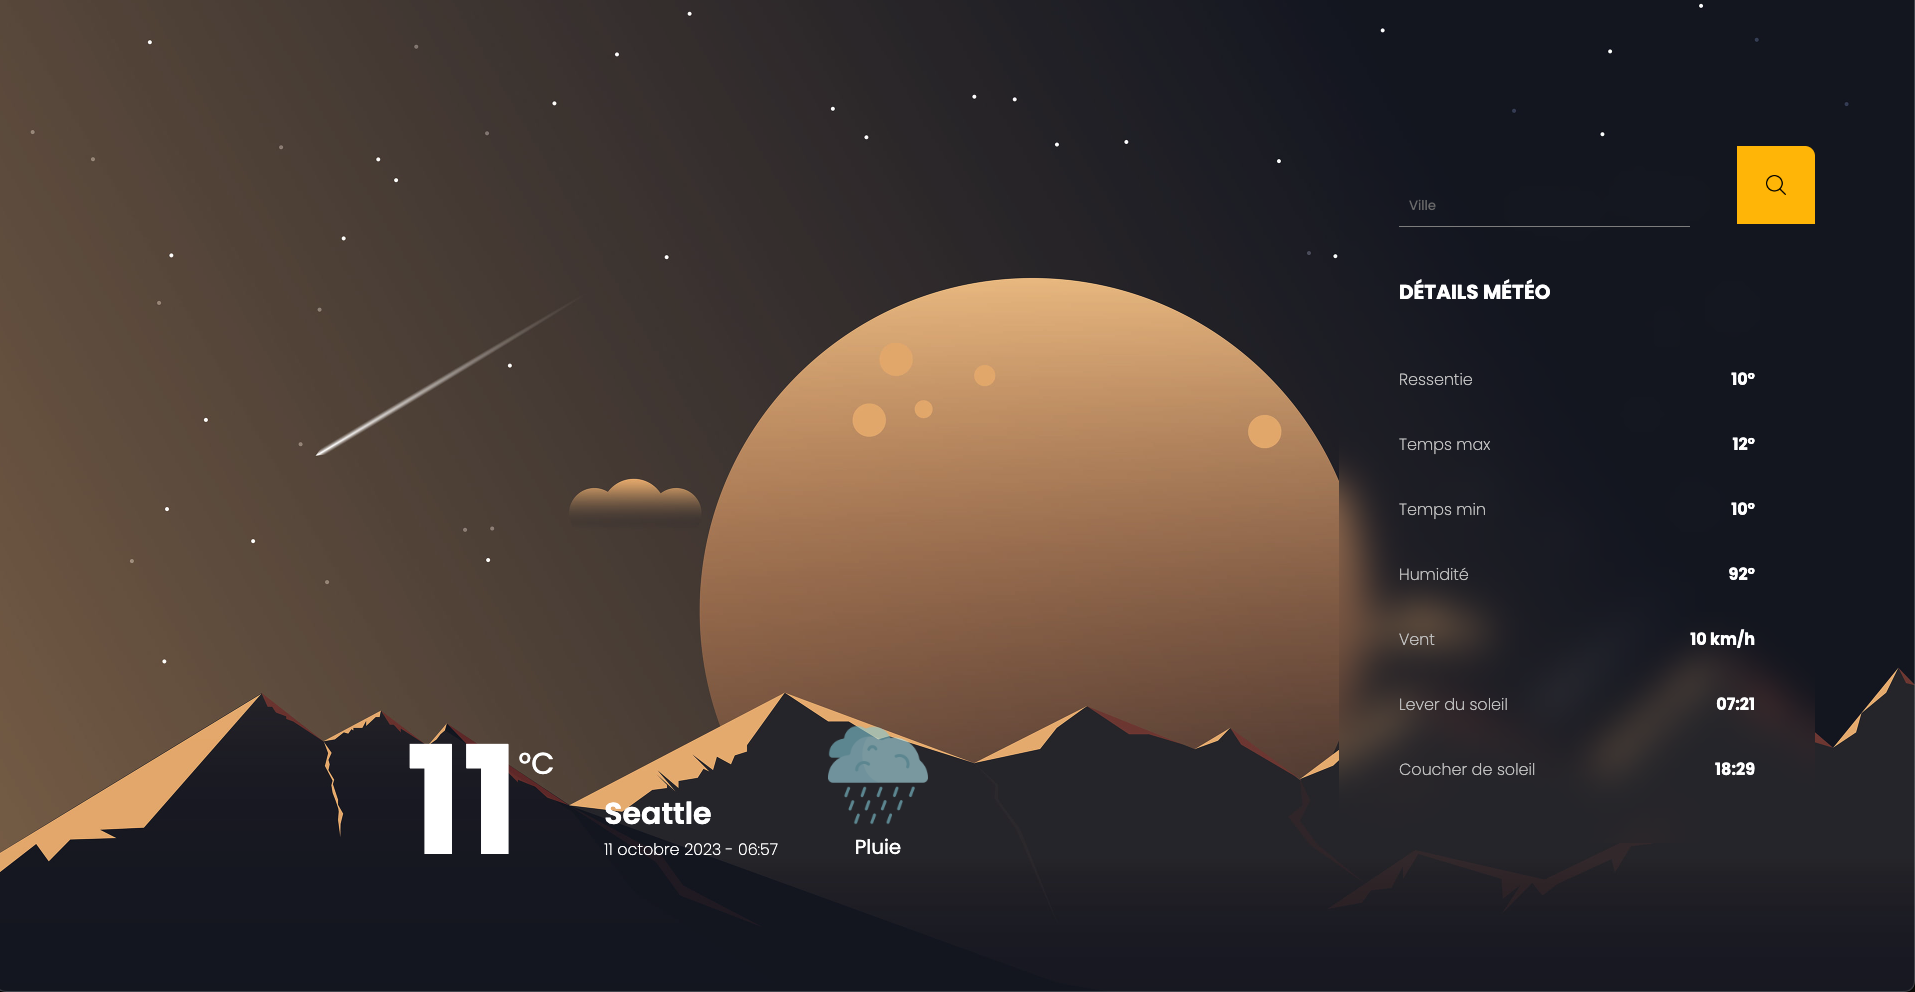 Ville
DÉTAILS MÉTÉO
Ressentie 10°
Temps max 12°
Temps min 10°
Humidité 92°
Vent 10 km/h
Lever du soleil 07:21
Coucher de soleil 18:29
11 °C
Seattle
11 octobre 2023 - 06:57
Pluie